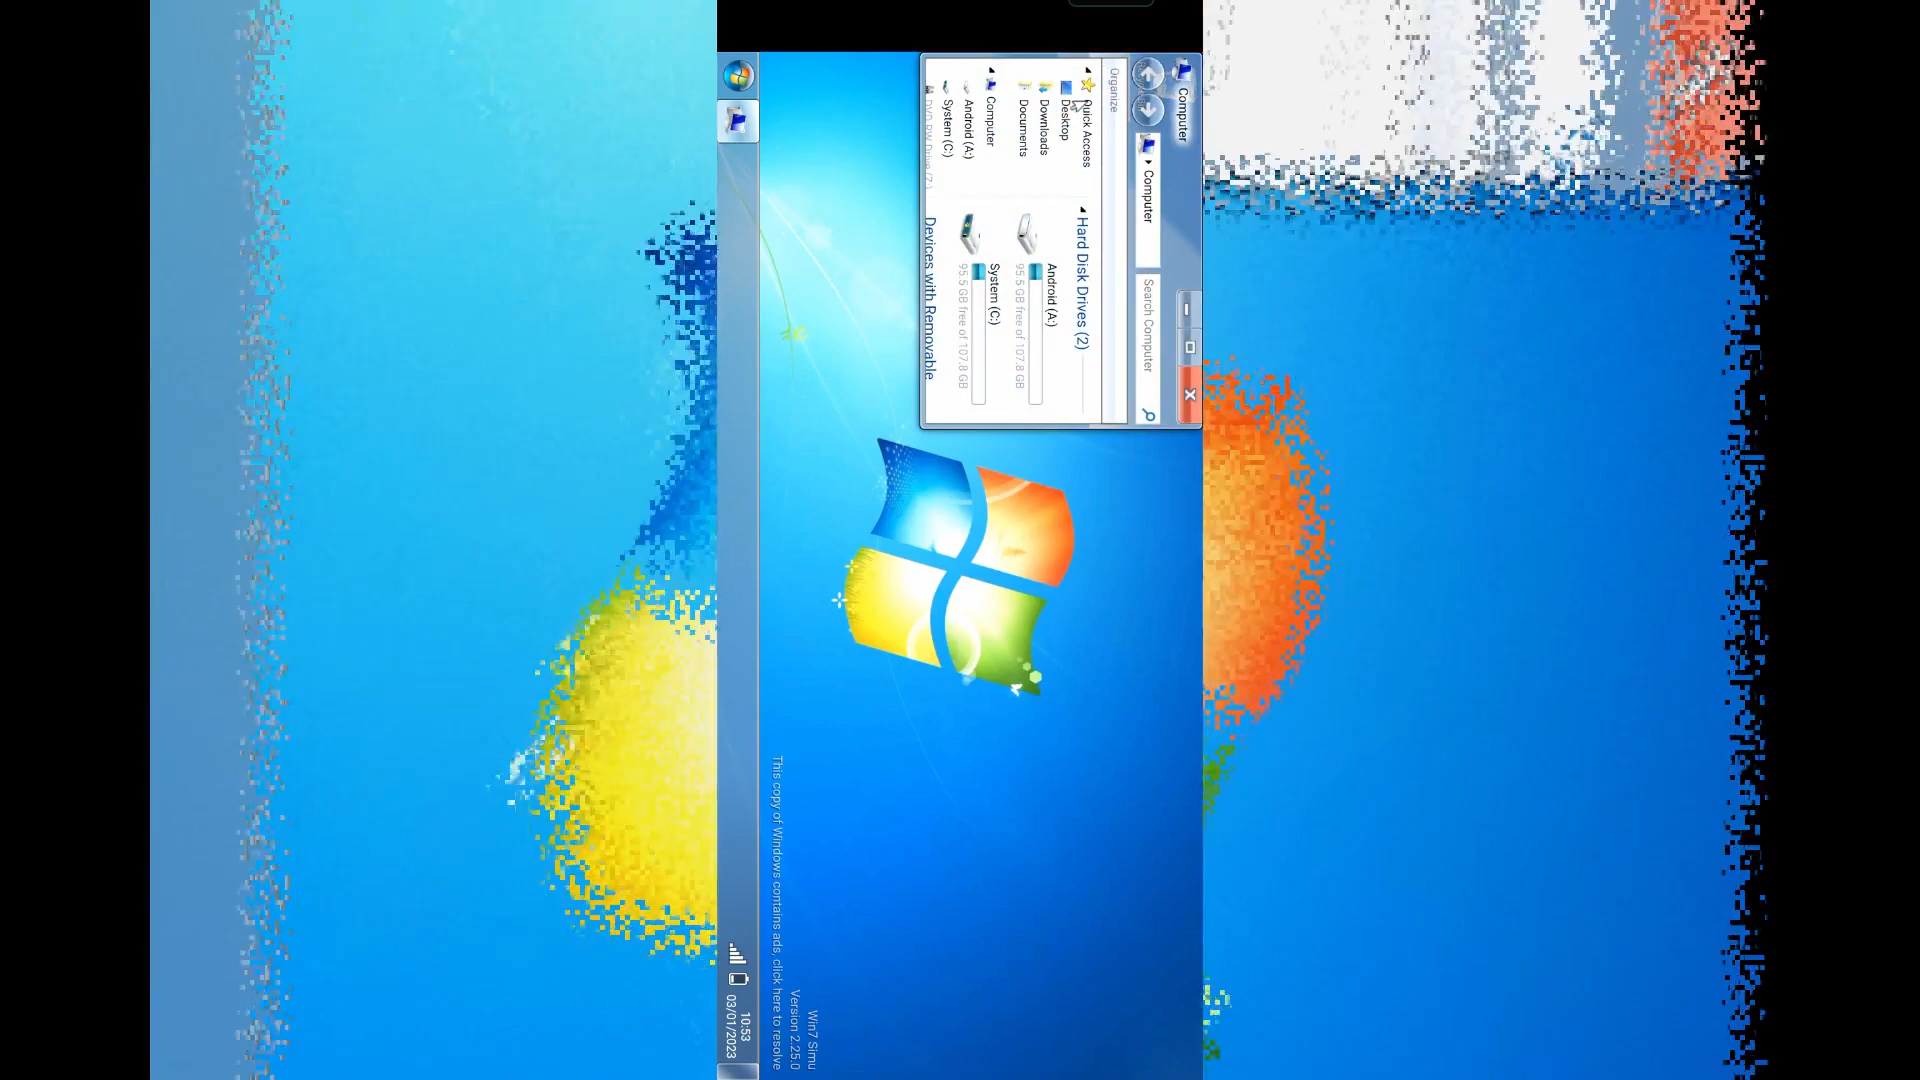 Computer
Computer
Search Computer
Organize
Quick Access
Desktop
Downloads
Documents
Computer
Android (A:)
System (C:)
DVD RW Drive (Z:)
Hard Disk Drives (2)
Android (A:)
95.5 GB free of 107.8 GB
System (C:)
95.5 GB free of 107.8 GB
Devices with Removable
Win7 Simu
Version 2.25.0
This copy of Windows contains ads, click here to resolve
10:53
03/01/2023